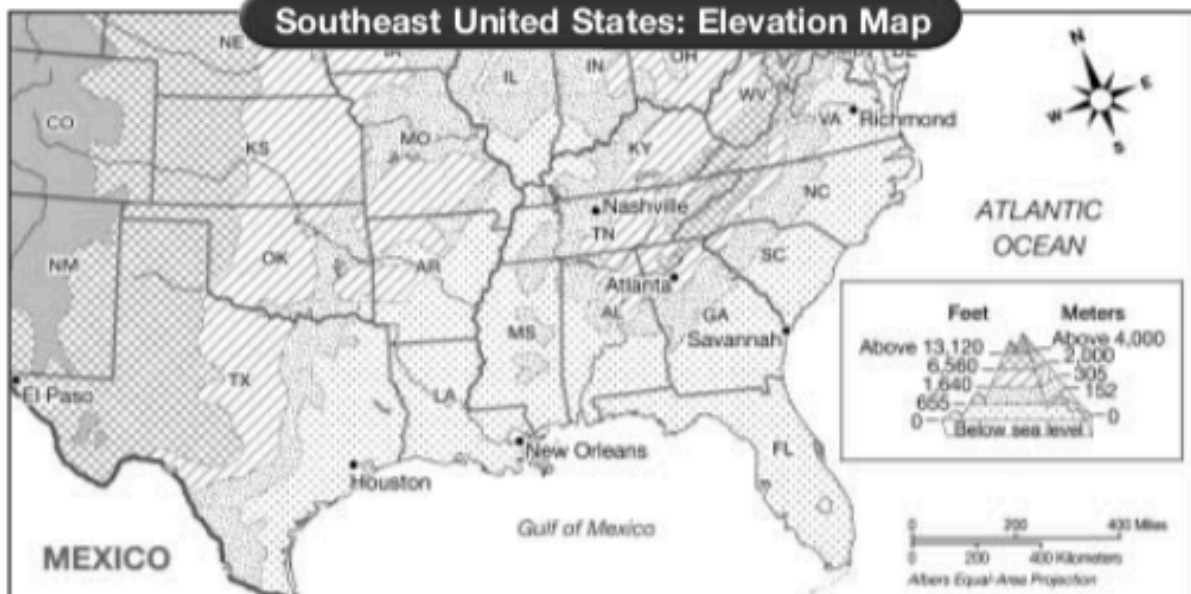 Southeast United States: Elevation Map
NE
IA
IL
IN
OH
WV
DE
CO
KS
MO
KY
VA
Richmond
N
E
W
S
NM
OK
AR
Nashville
TN
NC
ATLANTIC
OCEAN
SC
Atlanta
MS
AL
GA
Savannah
El Paso
TX
LA
New Orleans
Houston
FL
MEXICO
Gulf of Mexico
Feet Meters
Above 13,120 Above 4,000
6,560 2,000
1,640 305
655 152
0 0
Below sea level
0 200 400 Miles
0 200 400 Kilometers
Albers Equal-Area Projection